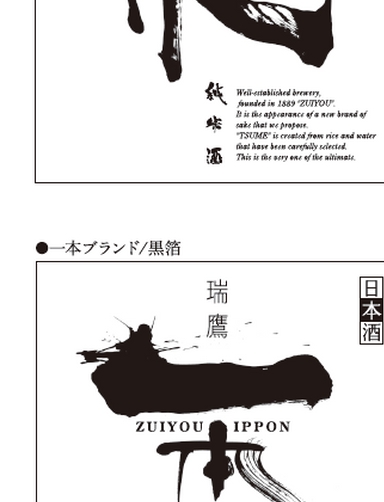 純米酒
Well-established brewery,
founded in 1889 "ZUIYOU".
It is the appearance of a new brand of
sake that we propose.
"TSUME" is created from rice and water
that have been carefully selected.
This is the very one of the ultimate.
●一本ブランド/黒箔
瑞鷹
日本酒
一
ZUIYOU IPPON
本